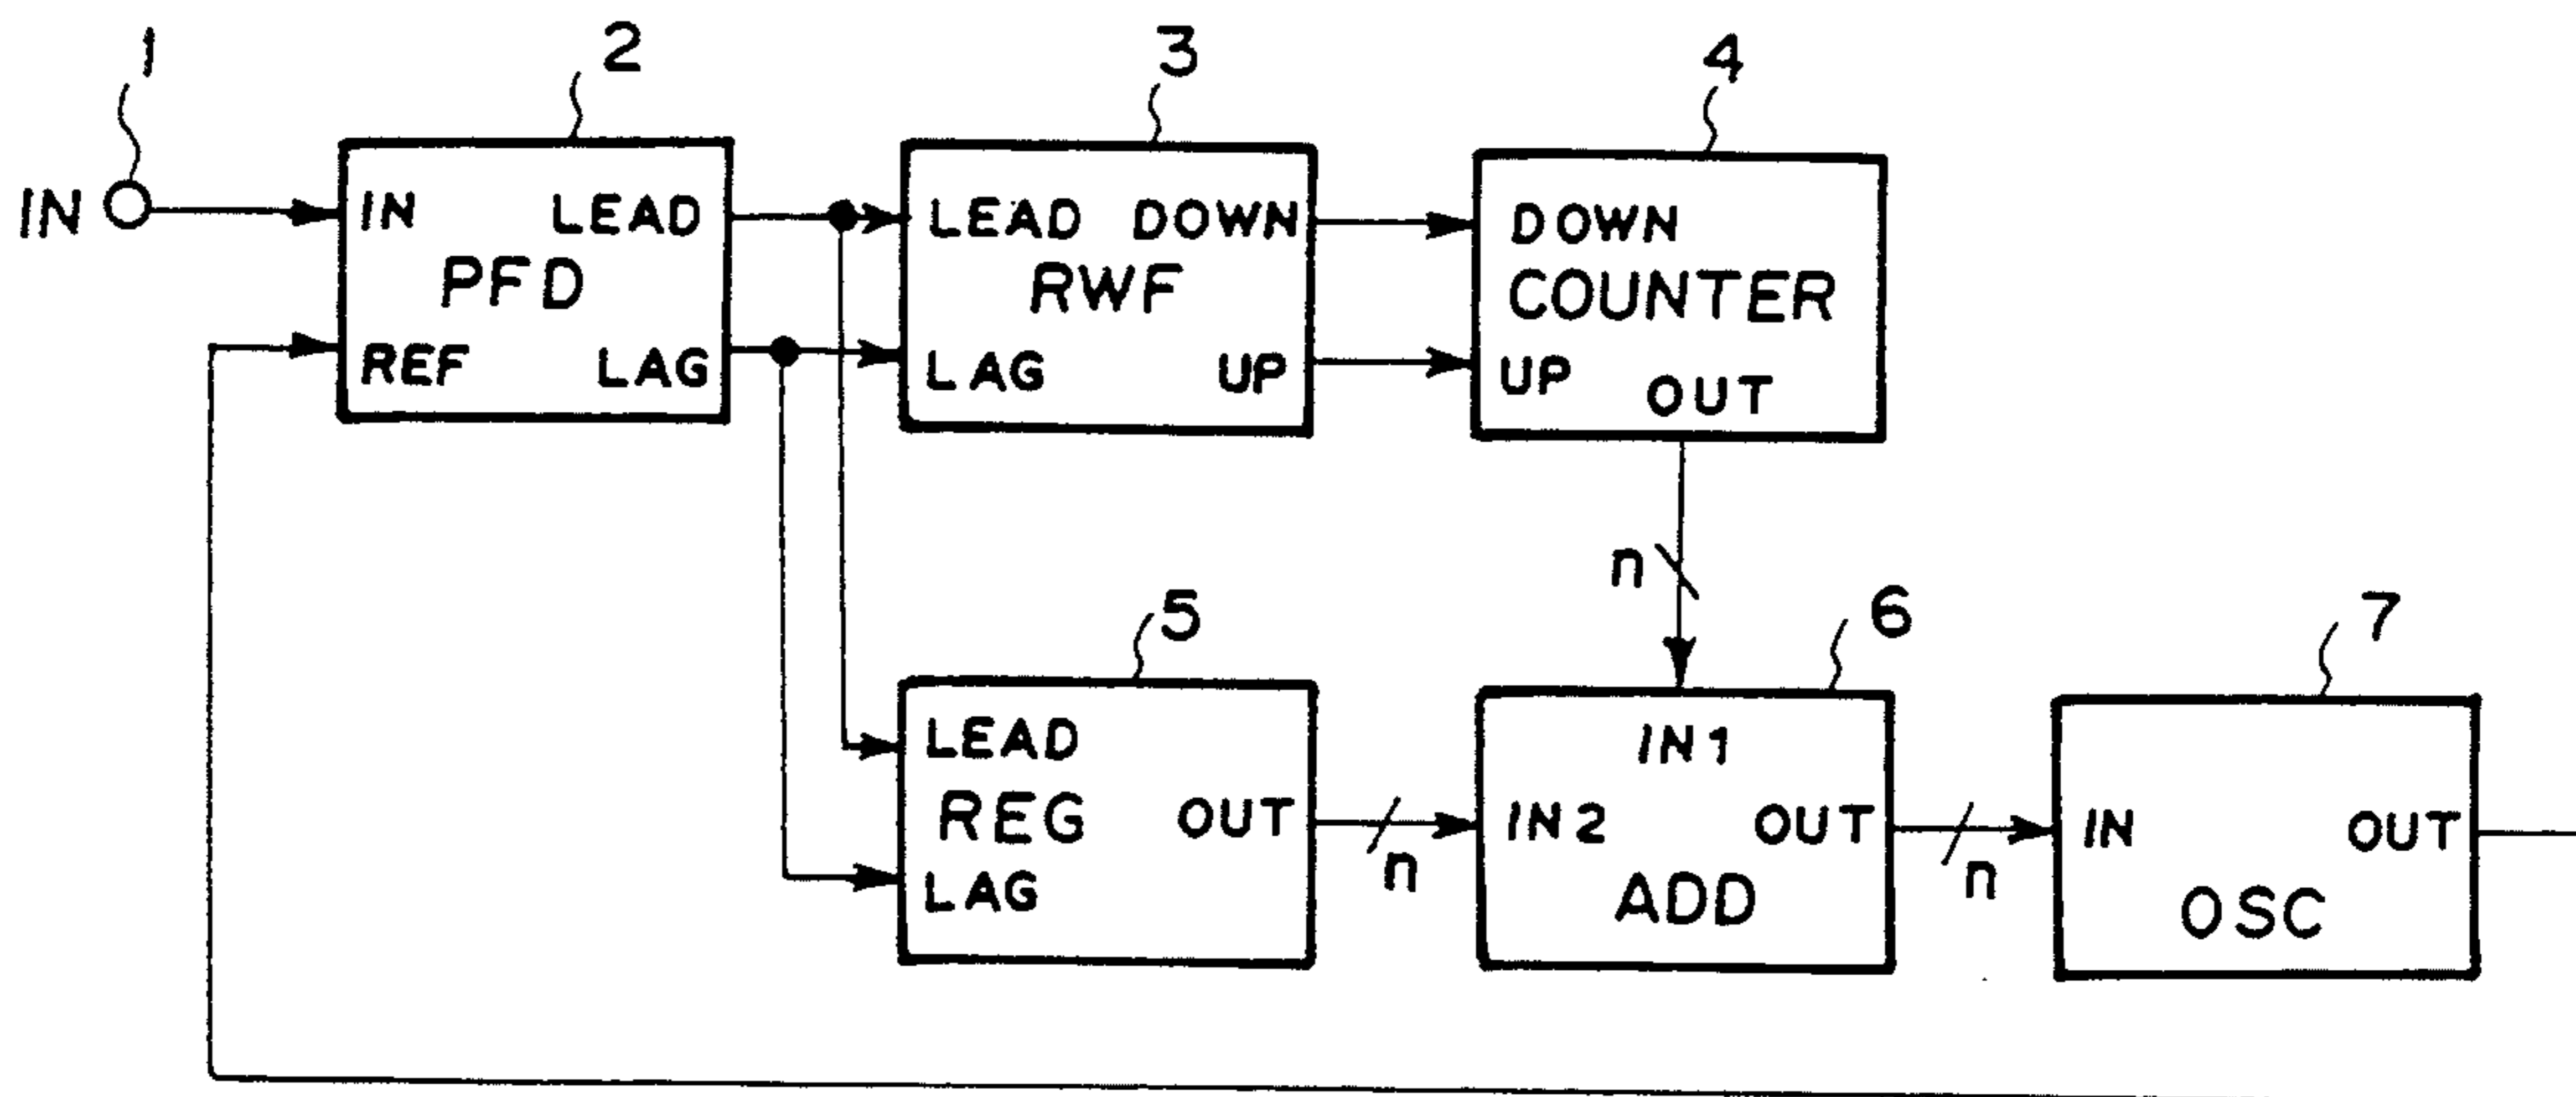 1
2
3
4
IN
IN LEAD
PFD
REF LAG
LEAD DOWN
RWF
LAG UP
DOWN
COUNTER
UP OUT
n
5
6
7
LEAD
REG OUT
LAG
n
IN1
IN2 OUT
ADD
n
IN OUT
OSC